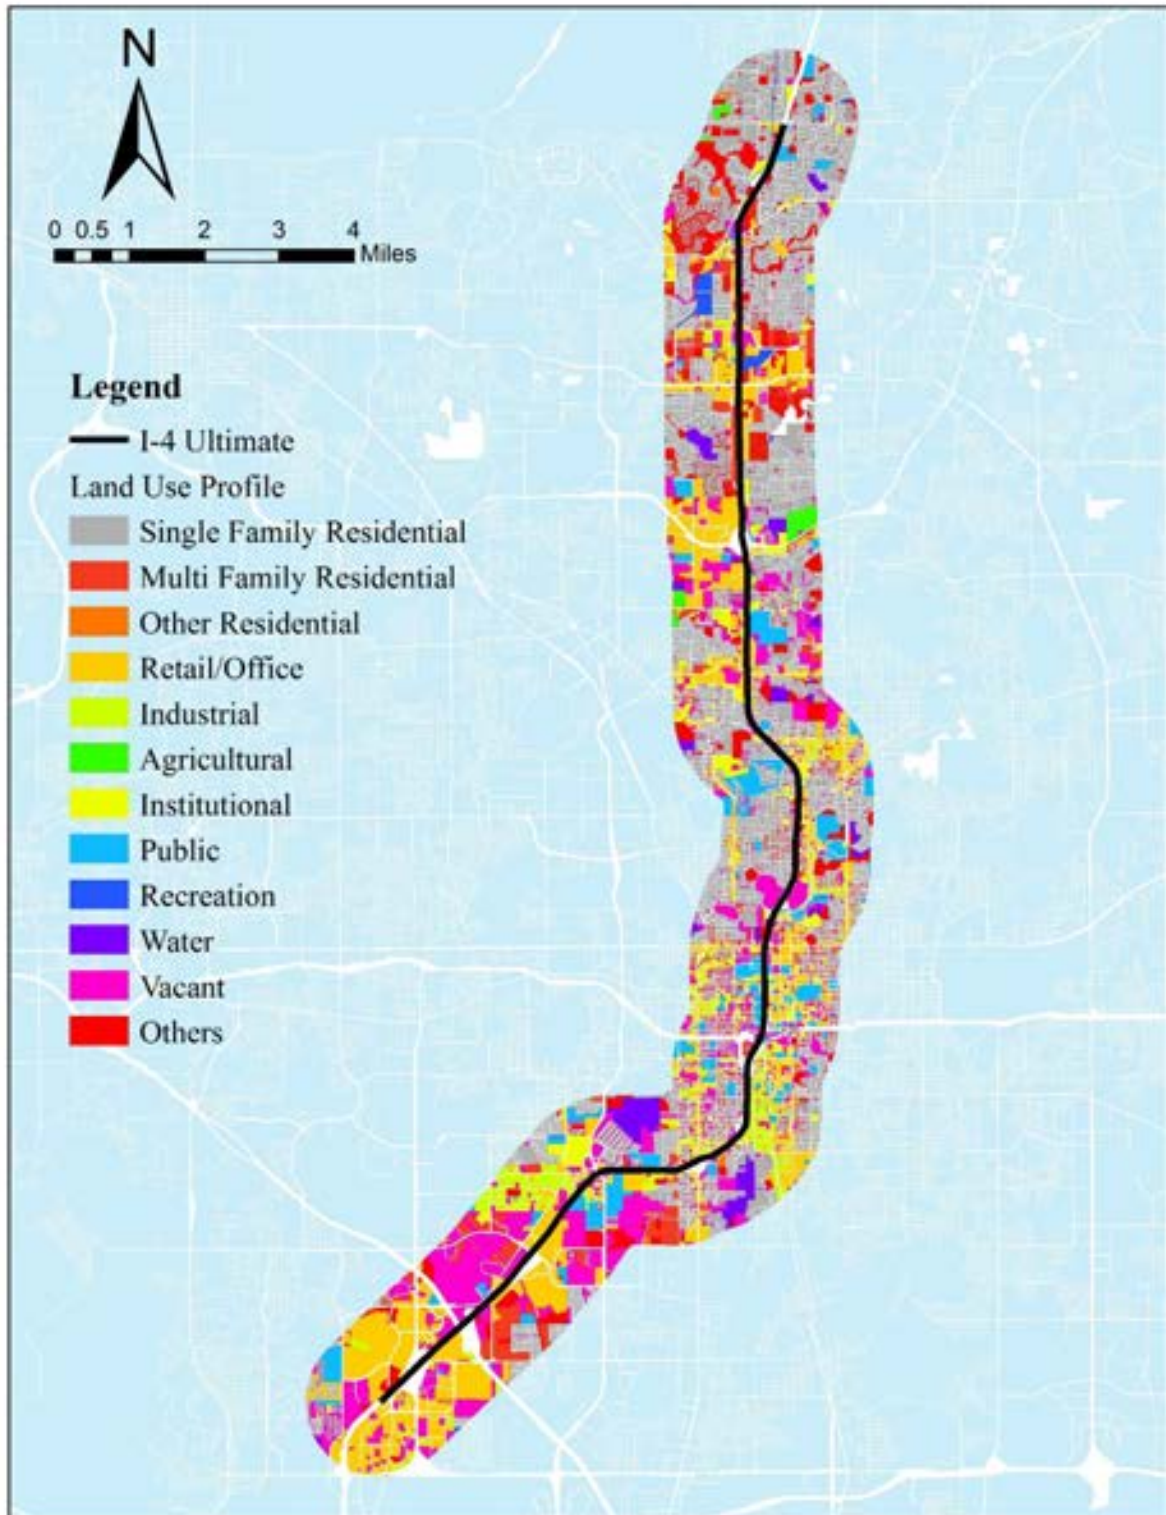 N
0 0.5 1 2 3 4
Miles
Legend
I-4 Ultimate
Land Use Profile
Single Family Residential
Multi Family Residential
Other Residential
Retail/Office
Industrial
Agricultural
Institutional
Public
Recreation
Water
Vacant
Others